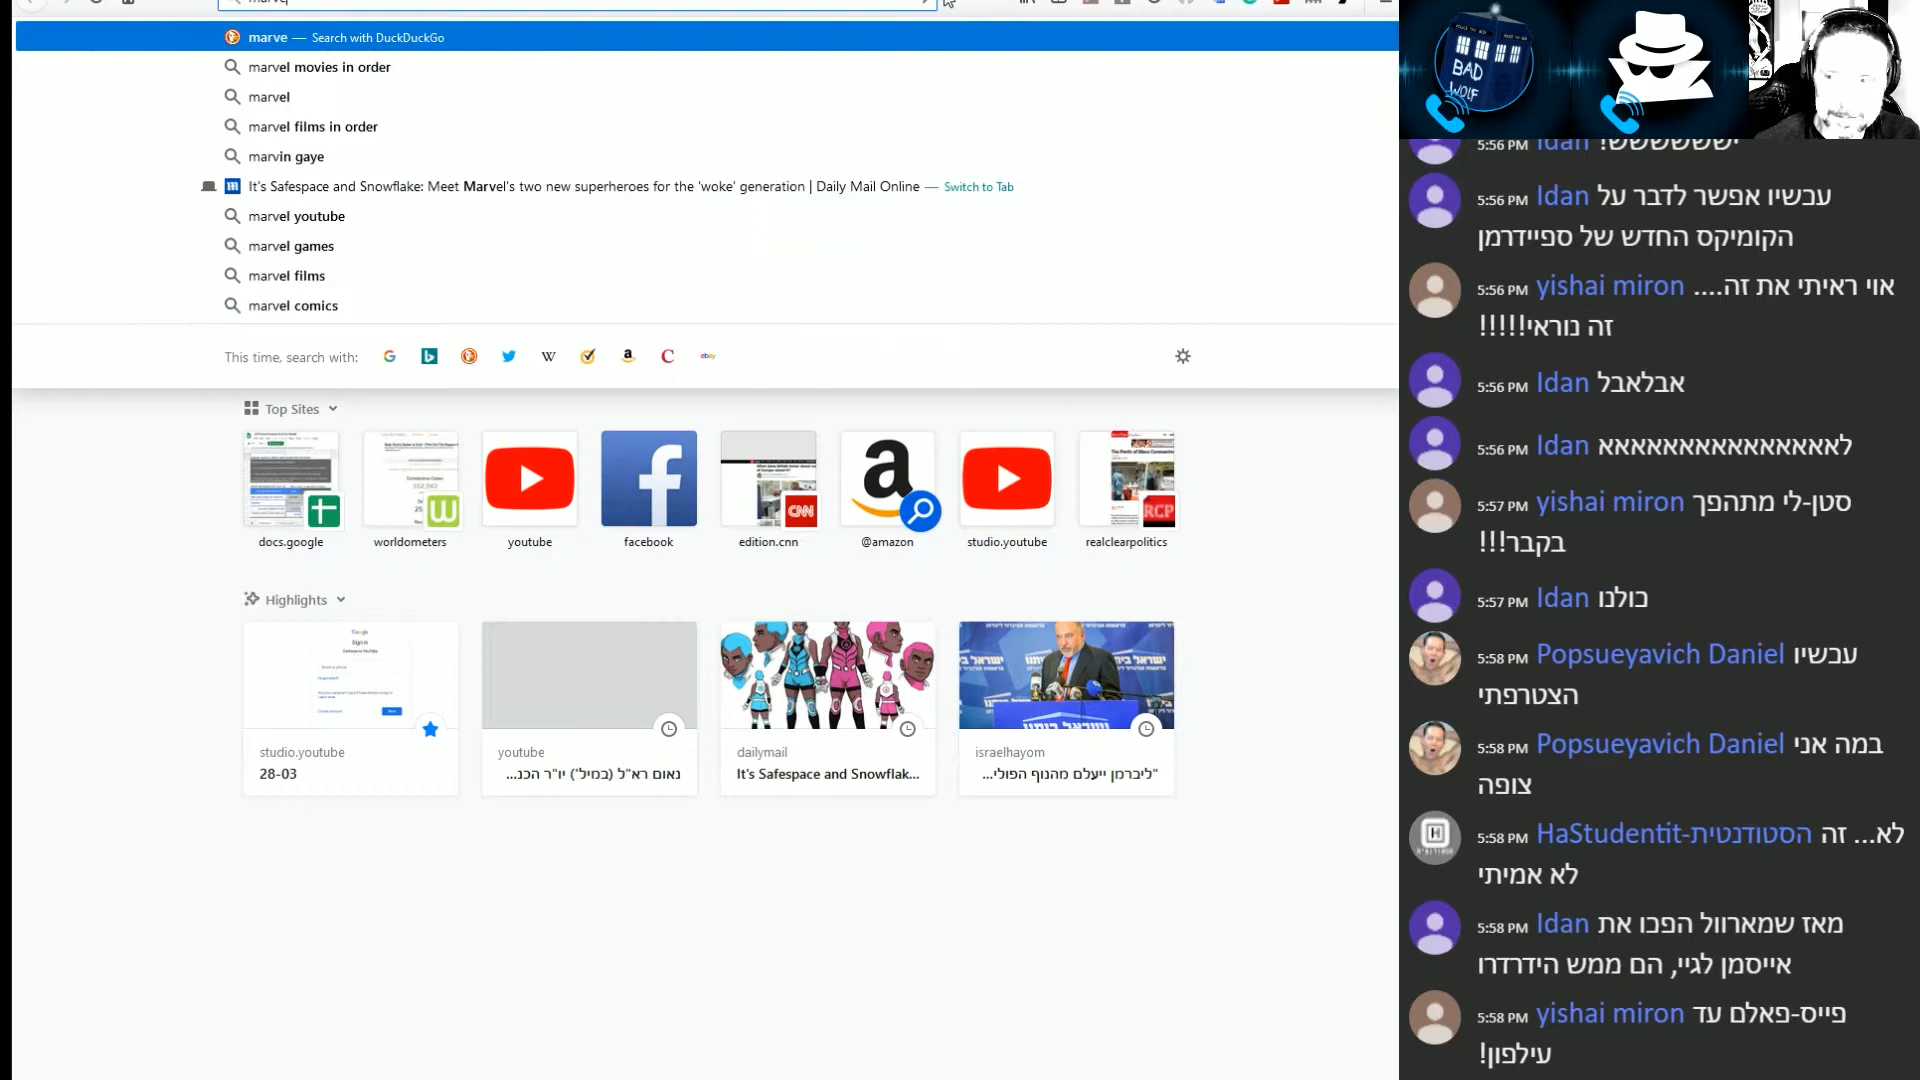 marve — Search with DuckDuckGo
marvel movies in order
marvel
marvel films in order
marvin gaye
It's Safespace and Snowflake: Meet Marvel's two new superheroes for the 'woke' generation | Daily Mail Online — Switch to Tab
marvel youtube
marvel games
marvel films
marvel comics
This time, search with:
Top Sites
docs.google
worldometers
youtube
facebook
CNN
edition.cnn
@amazon
studio.youtube
RCP
realclearpolitics
Highlights
studio.youtube
28-03
youtube
נאום רא"ל (במיל') יו"ר הכנ...
dailymail
It's Safespace and Snowflak...
israelhayom
"ליברמן ייעלם מהנוף הפולי...
BAD
WOLF
5:56 PM Idan יששששששש!
5:56 PM Idan עכשיו אפשר לדבר על
הקומיקס החדש של ספיידרמן
5:56 PM yishai miron אוי ראיתי את זה....
זה נוראי!!!!!
5:56 PM Idan אבלאבל
5:56 PM Idan לאאאאאאאאאאאאאאא
5:57 PM yishai miron סטן-לי מתהפך
בקבר!!!
5:57 PM Idan כולנו
5:58 PM Popsueyavich Daniel עכשיו
הצטרפתי
5:58 PM Popsueyavich Daniel במה אני
צופה
5:58 PM HaStudentit-הסטודנטית לא... זה
לא אמיתי
5:58 PM Idan מאז שמארוול הפכו את
אייסמן לגיי, הם ממש הידרדרו
5:58 PM yishai miron פייס-פאלם עד
עילפון!